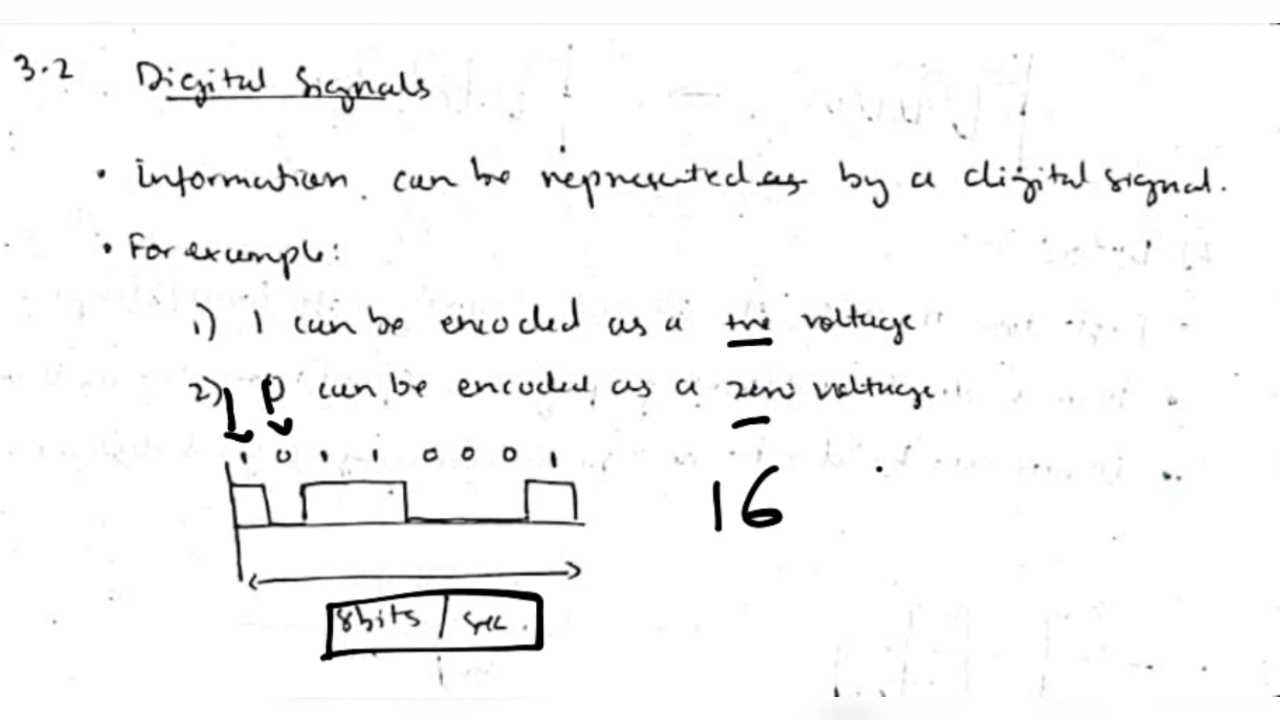 3.2 Digital Signals
• Information can be represented as by a digital signal.
• For example:
1) 1 can be encoded as a +ve voltage
2) 0 can be encoded as a zero voltage.
1 0 1 1 0 0 0 1
16
8bits / sec.